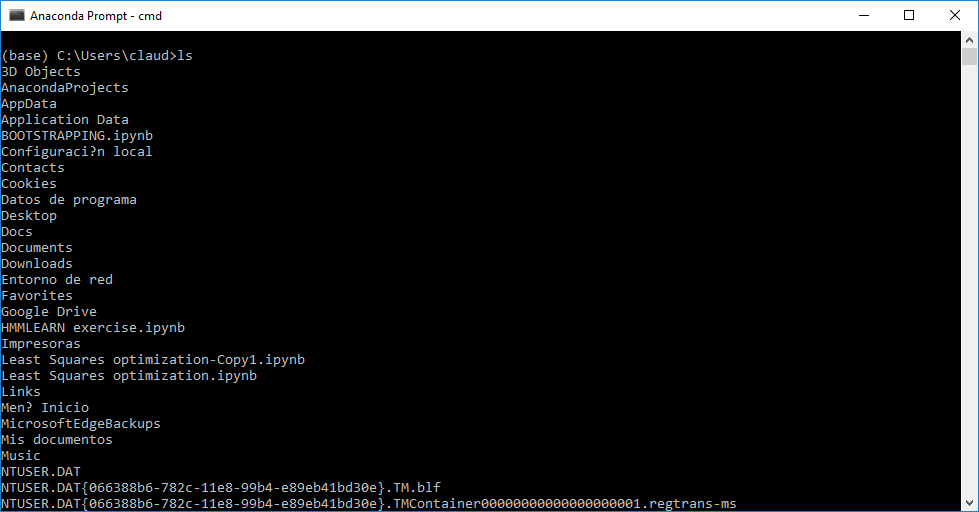 Anaconda Prompt - cmd
(base) C:\Users\claud>ls
3D Objects
AnacondaProjects
AppData
Application Data
BOOTSTRAPPING.ipynb
Configuraci?n local
Contacts
Cookies
Datos de programa
Desktop
Docs
Documents
Downloads
Entorno de red
Favorites
Google Drive
HMMLEARN exercise.ipynb
Impresoras
Least Squares optimization-Copy1.ipynb
Least Squares optimization.ipynb
Links
Men? Inicio
MicrosoftEdgeBackups
Mis documentos
Music
NTUSER.DAT
NTUSER.DAT{066388b6-782c-11e8-99b4-e89eb41bd30e}.TM.blf
NTUSER.DAT{066388b6-782c-11e8-99b4-e89eb41bd30e}.TMContainer00000000000000000001.regtrans-ms